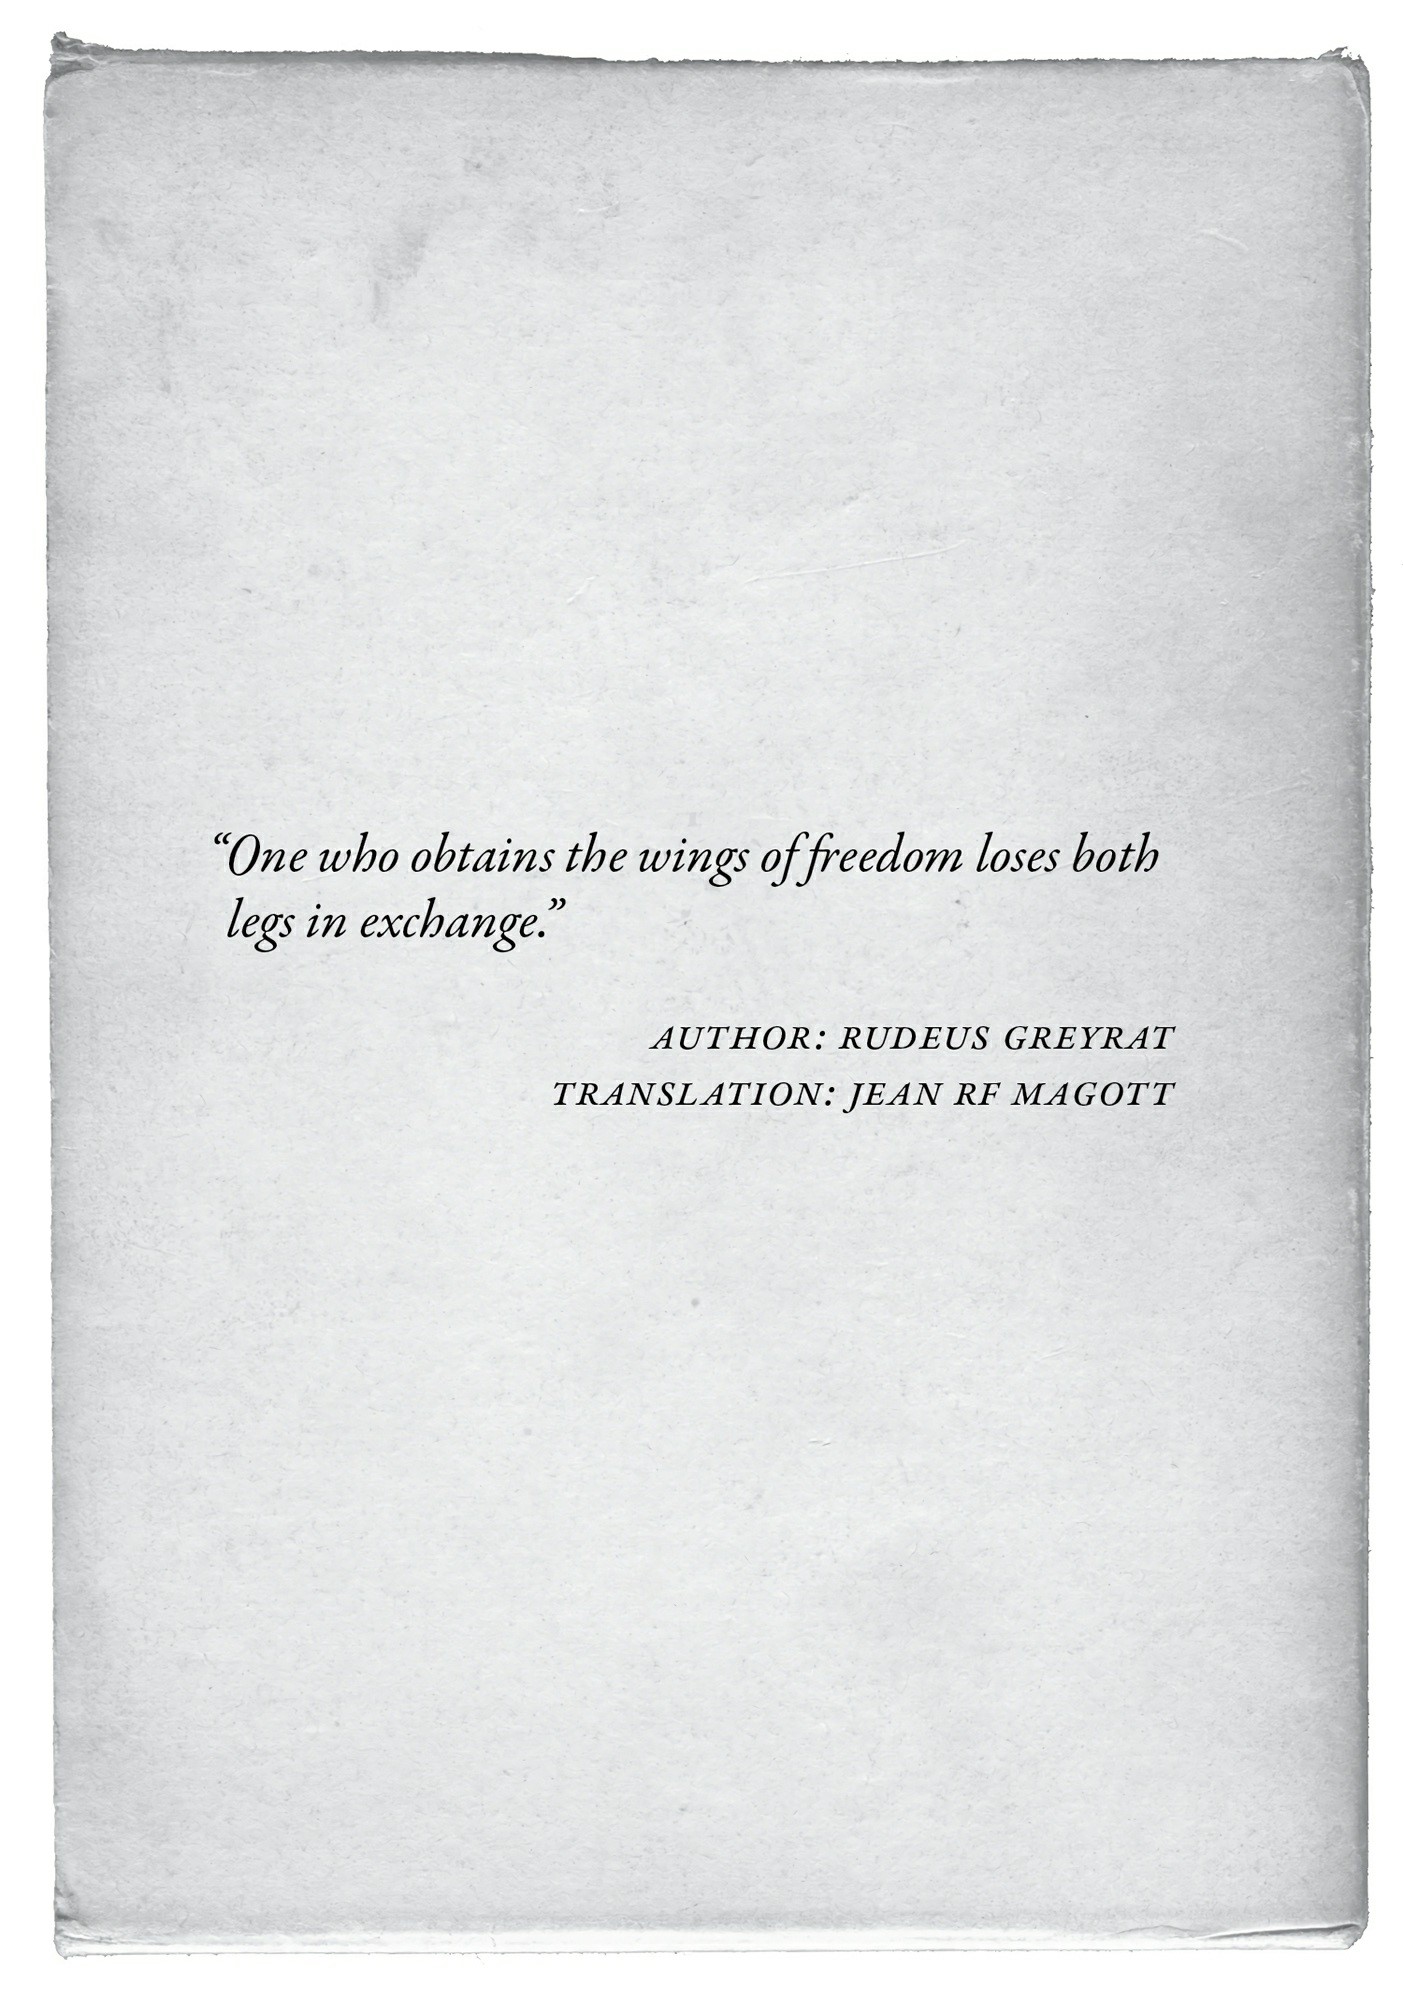 “One who obtains the wings of freedom loses both
legs in exchange.”
AUTHOR: RUDEUS GREYRAT
TRANSLATION: JEAN RF MAGOTT